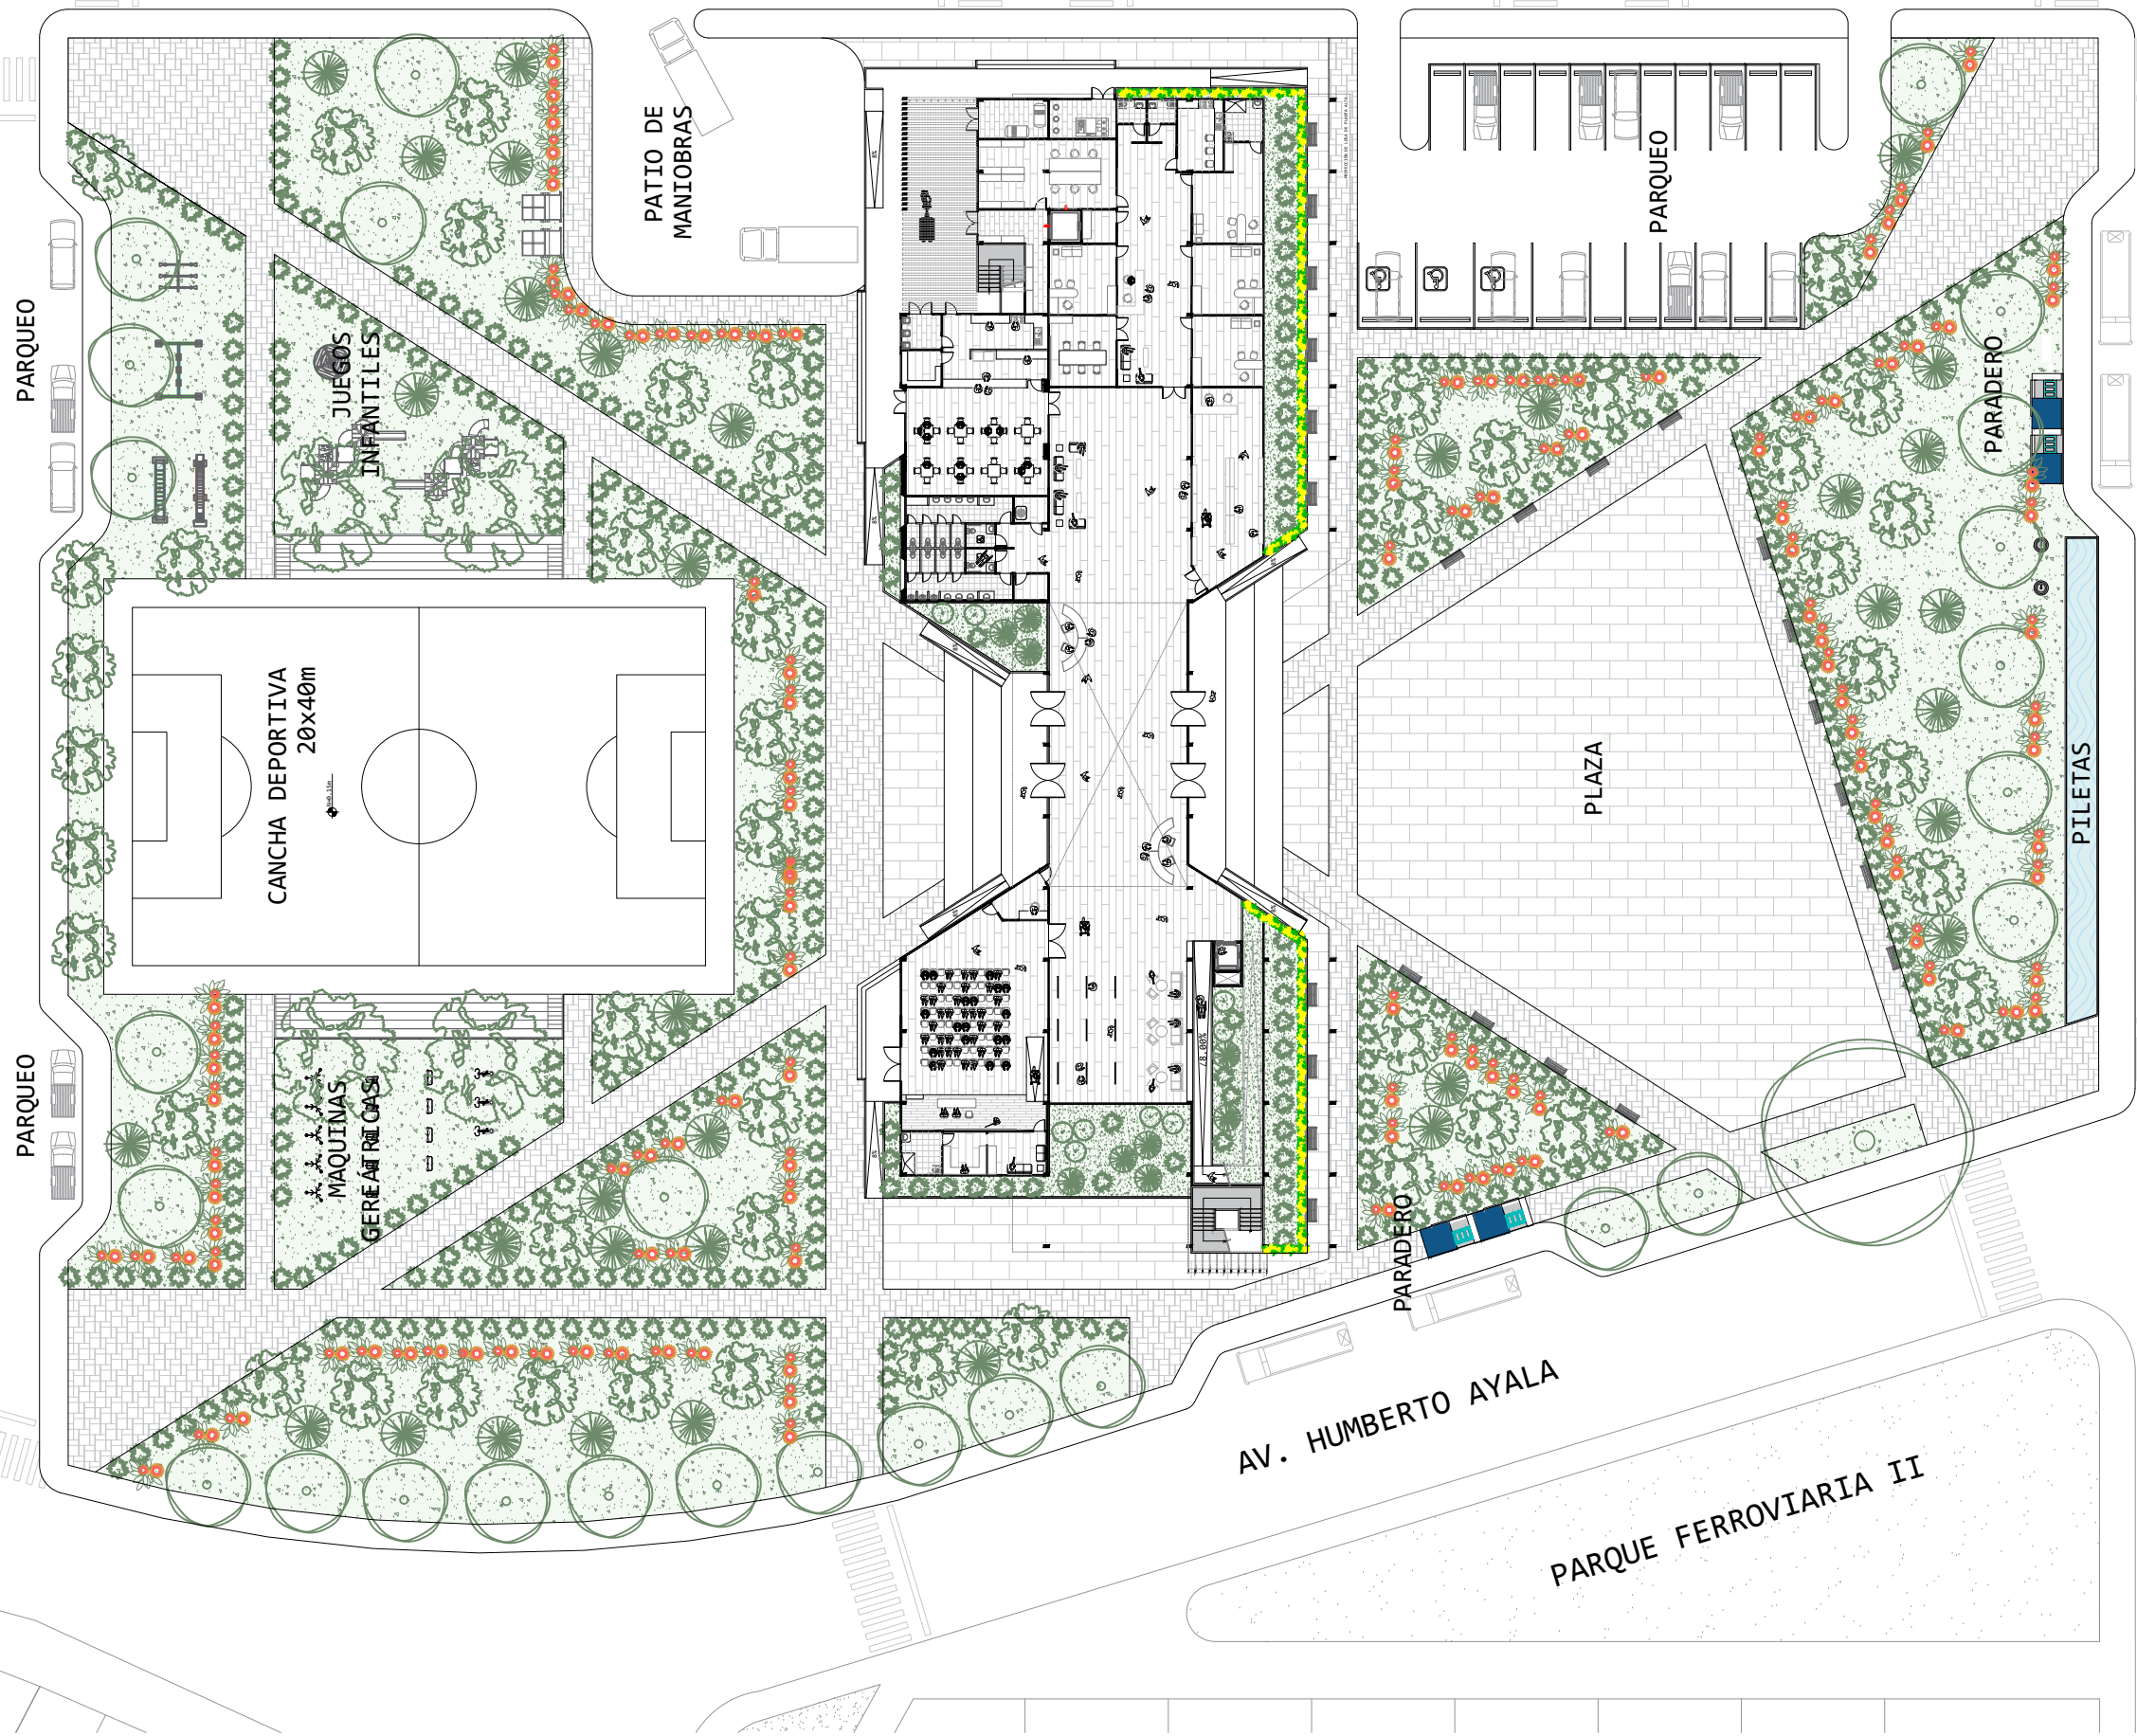 PATIO DE
MANIOBRAS
PARQUEO
PARQUEO
JUEGOS
INFANTILES
PARADERO
CANCHA DEPORTIVA
20x40m
PLAZA
PILETAS
PARQUEO
MAQUINAS
GEREATRICAS
PARADERO
AV. HUMBERTO AYALA
PARQUE FERROVIARIA II